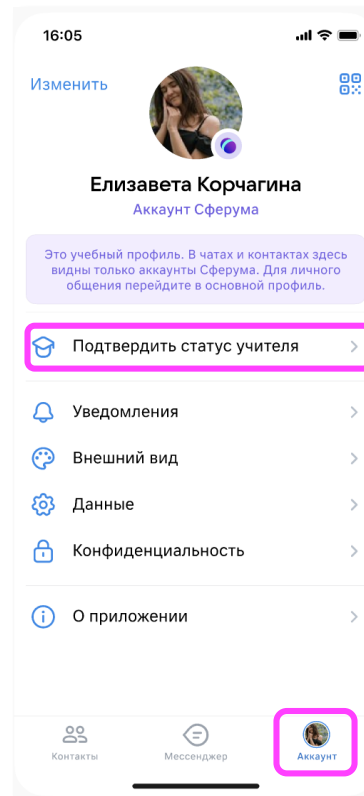 16:05
Изменить
Елизавета Корчагина
Аккаунт Сферума
Это учебный профиль. В чатах и контактах здесь
видны только аккаунты Сферума. Для личного
общения перейдите в основной профиль.
Подтвердить статус учителя
Уведомления
Внешний вид
Данные
Конфиденциальность
О приложении
Контакты
Мессенджер
Аккаунт